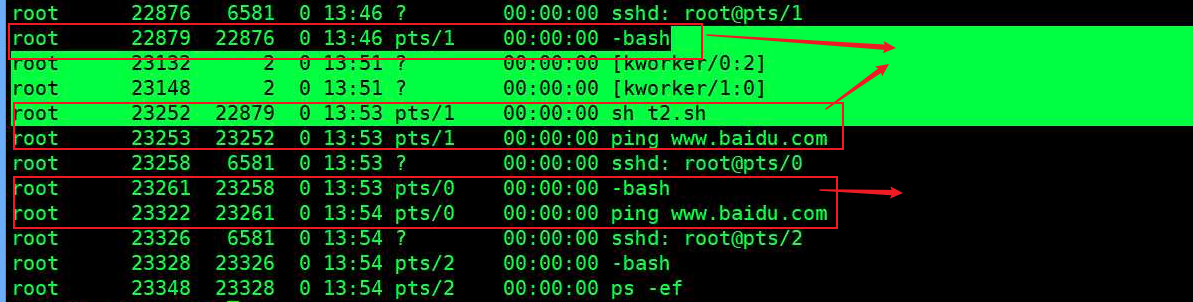 root      22876   6581  0 13:46 ?        00:00:00 sshd: root@pts/1
root      22879  22876  0 13:46 pts/1    00:00:00 -bash
root      23132      2  0 13:51 ?        00:00:00 [kworker/0:2]
root      23148      2  0 13:51 ?        00:00:00 [kworker/1:0]
root      23252  22879  0 13:53 pts/1    00:00:00 sh t2.sh
root      23253  23252  0 13:53 pts/1    00:00:00 ping www.baidu.com
root      23258   6581  0 13:53 ?        00:00:00 sshd: root@pts/0
root      23261  23258  0 13:53 pts/0    00:00:00 -bash
root      23322  23261  0 13:54 pts/0    00:00:00 ping www.baidu.com
root      23326   6581  0 13:54 ?        00:00:00 sshd: root@pts/2
root      23328  23326  0 13:54 pts/2    00:00:00 -bash
root      23348  23328  0 13:54 pts/2    00:00:00 ps -ef